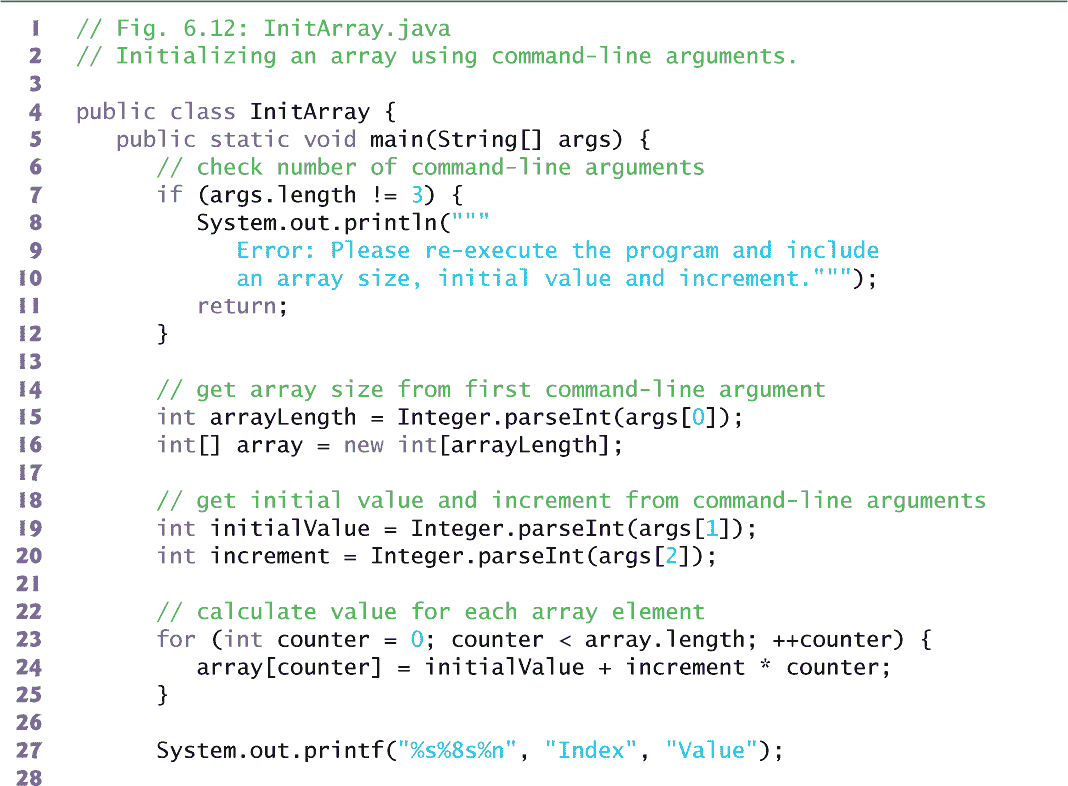 1 // Fig. 6.12: InitArray.java
2 // Initializing an array using command-line arguments.
3
4 public class InitArray {
5    public static void main(String[] args) {
6       // check number of command-line arguments
7       if (args.length != 3) {
8          System.out.println("""
9             Error: Please re-execute the program and include
10             an array size, initial value and increment.""");
11          return;
12       }
13
14       // get array size from first command-line argument
15       int arrayLength = Integer.parseInt(args[0]);
16       int[] array = new int[arrayLength];
17
18       // get initial value and increment from command-line arguments
19       int initialValue = Integer.parseInt(args[1]);
20       int increment = Integer.parseInt(args[2]);
21
22       // calculate value for each array element
23       for (int counter = 0; counter < array.length; ++counter) {
24          array[counter] = initialValue + increment * counter;
25       }
26
27       System.out.printf("%s%8s%n", "Index", "Value");
28